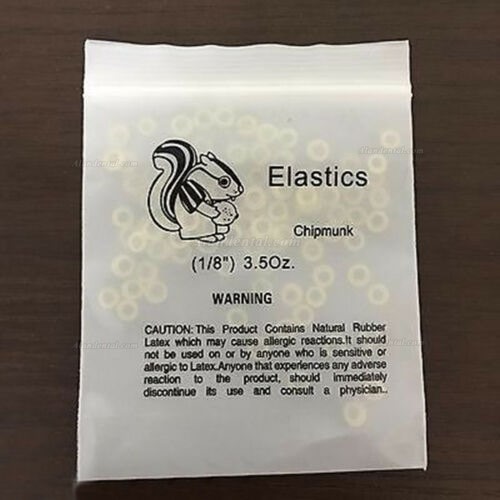 Elastics
Chipmunk
(1/8") 3.5Oz.
WARNING
CAUTION: This Product Contains Natural Rubber
Latex which may cause allergic reactions.It should
not be used on or by anyone who is sensitive or
allergic to Latex.Anyone that experiences any adverse
reaction to the product, should immediately
discontinue its use and consult a physician..